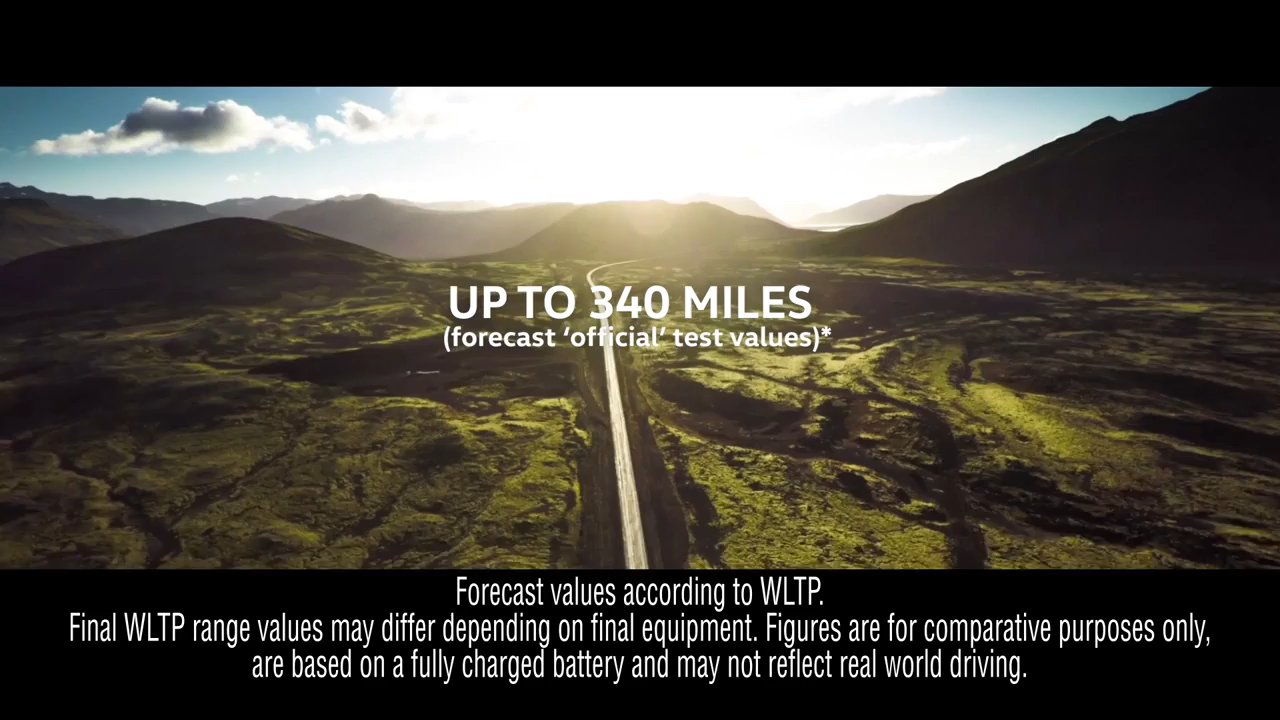 UP TO 340 MILES
(forecast ‘official’ test values)*
Forecast values according to WLTP.
Final WLTP range values may differ depending on final equipment. Figures are for comparative purposes only,
are based on a fully charged battery and may not reflect real world driving.